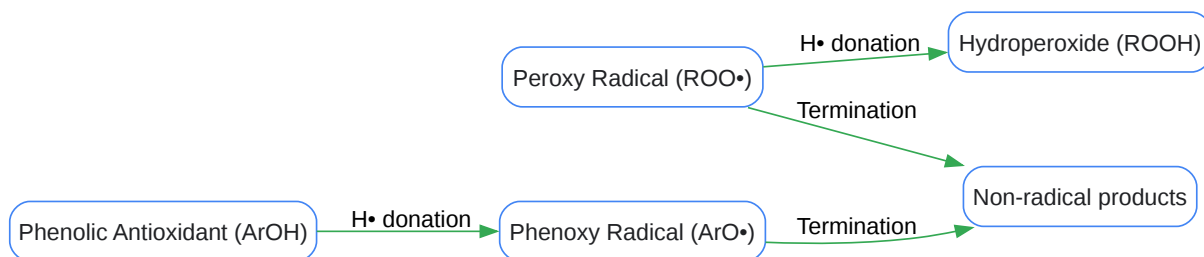 H• donation
Hydroperoxide (ROOH)
Peroxy Radical (ROO•)
Termination
Non-radical products
Phenolic Antioxidant (ArOH)
H• donation
Phenoxy Radical (ArO•)
Termination